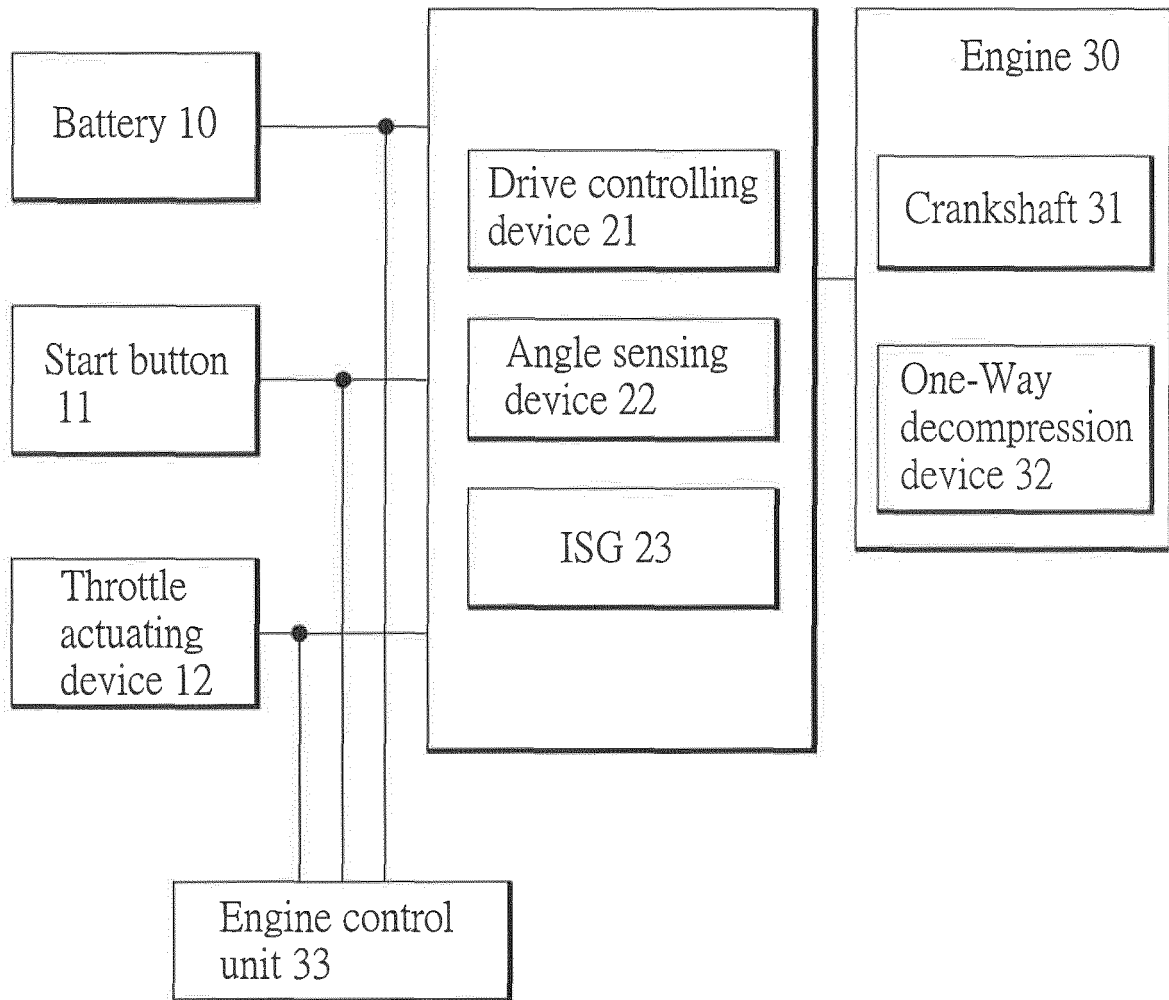 Battery 10
Start button
11
Throttle
actuating
device 12
Drive controlling
device 21
Angle sensing
device 22
ISG 23
Engine 30
Crankshaft 31
One-Way
decompression
device 32
Engine control
unit 33